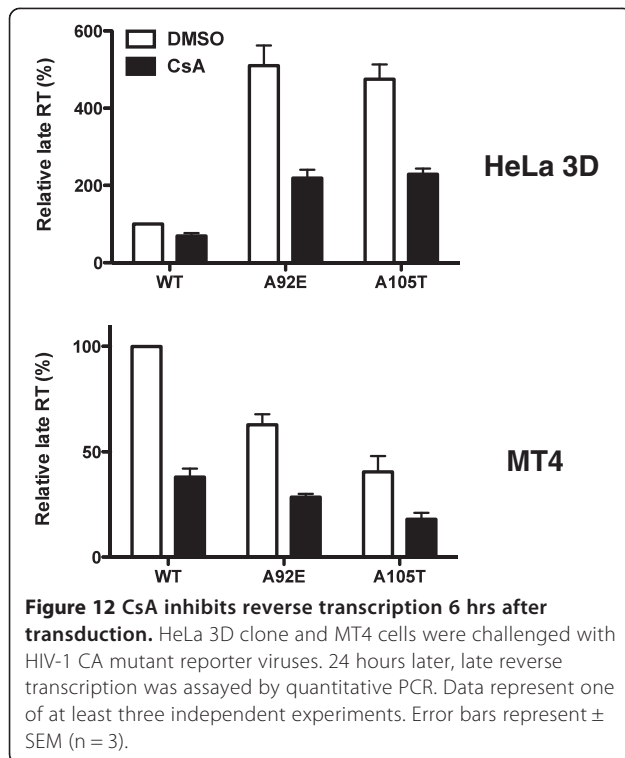 600
DMSO
CsA
400
200
0
Relative late RT (%)
WT
A92E
A105T
HeLa 3D
100
50
0
Relative late RT (%)
WT
A92E
A105T
MT4
Figure 12 CsA inhibits reverse transcription 6 hrs after
transduction. HeLa 3D clone and MT4 cells were challenged with
HIV-1 CA mutant reporter viruses. 24 hours later, late reverse
transcription was assayed by quantitative PCR. Data represent one
of at least three independent experiments. Error bars represent ±
SEM (n = 3).